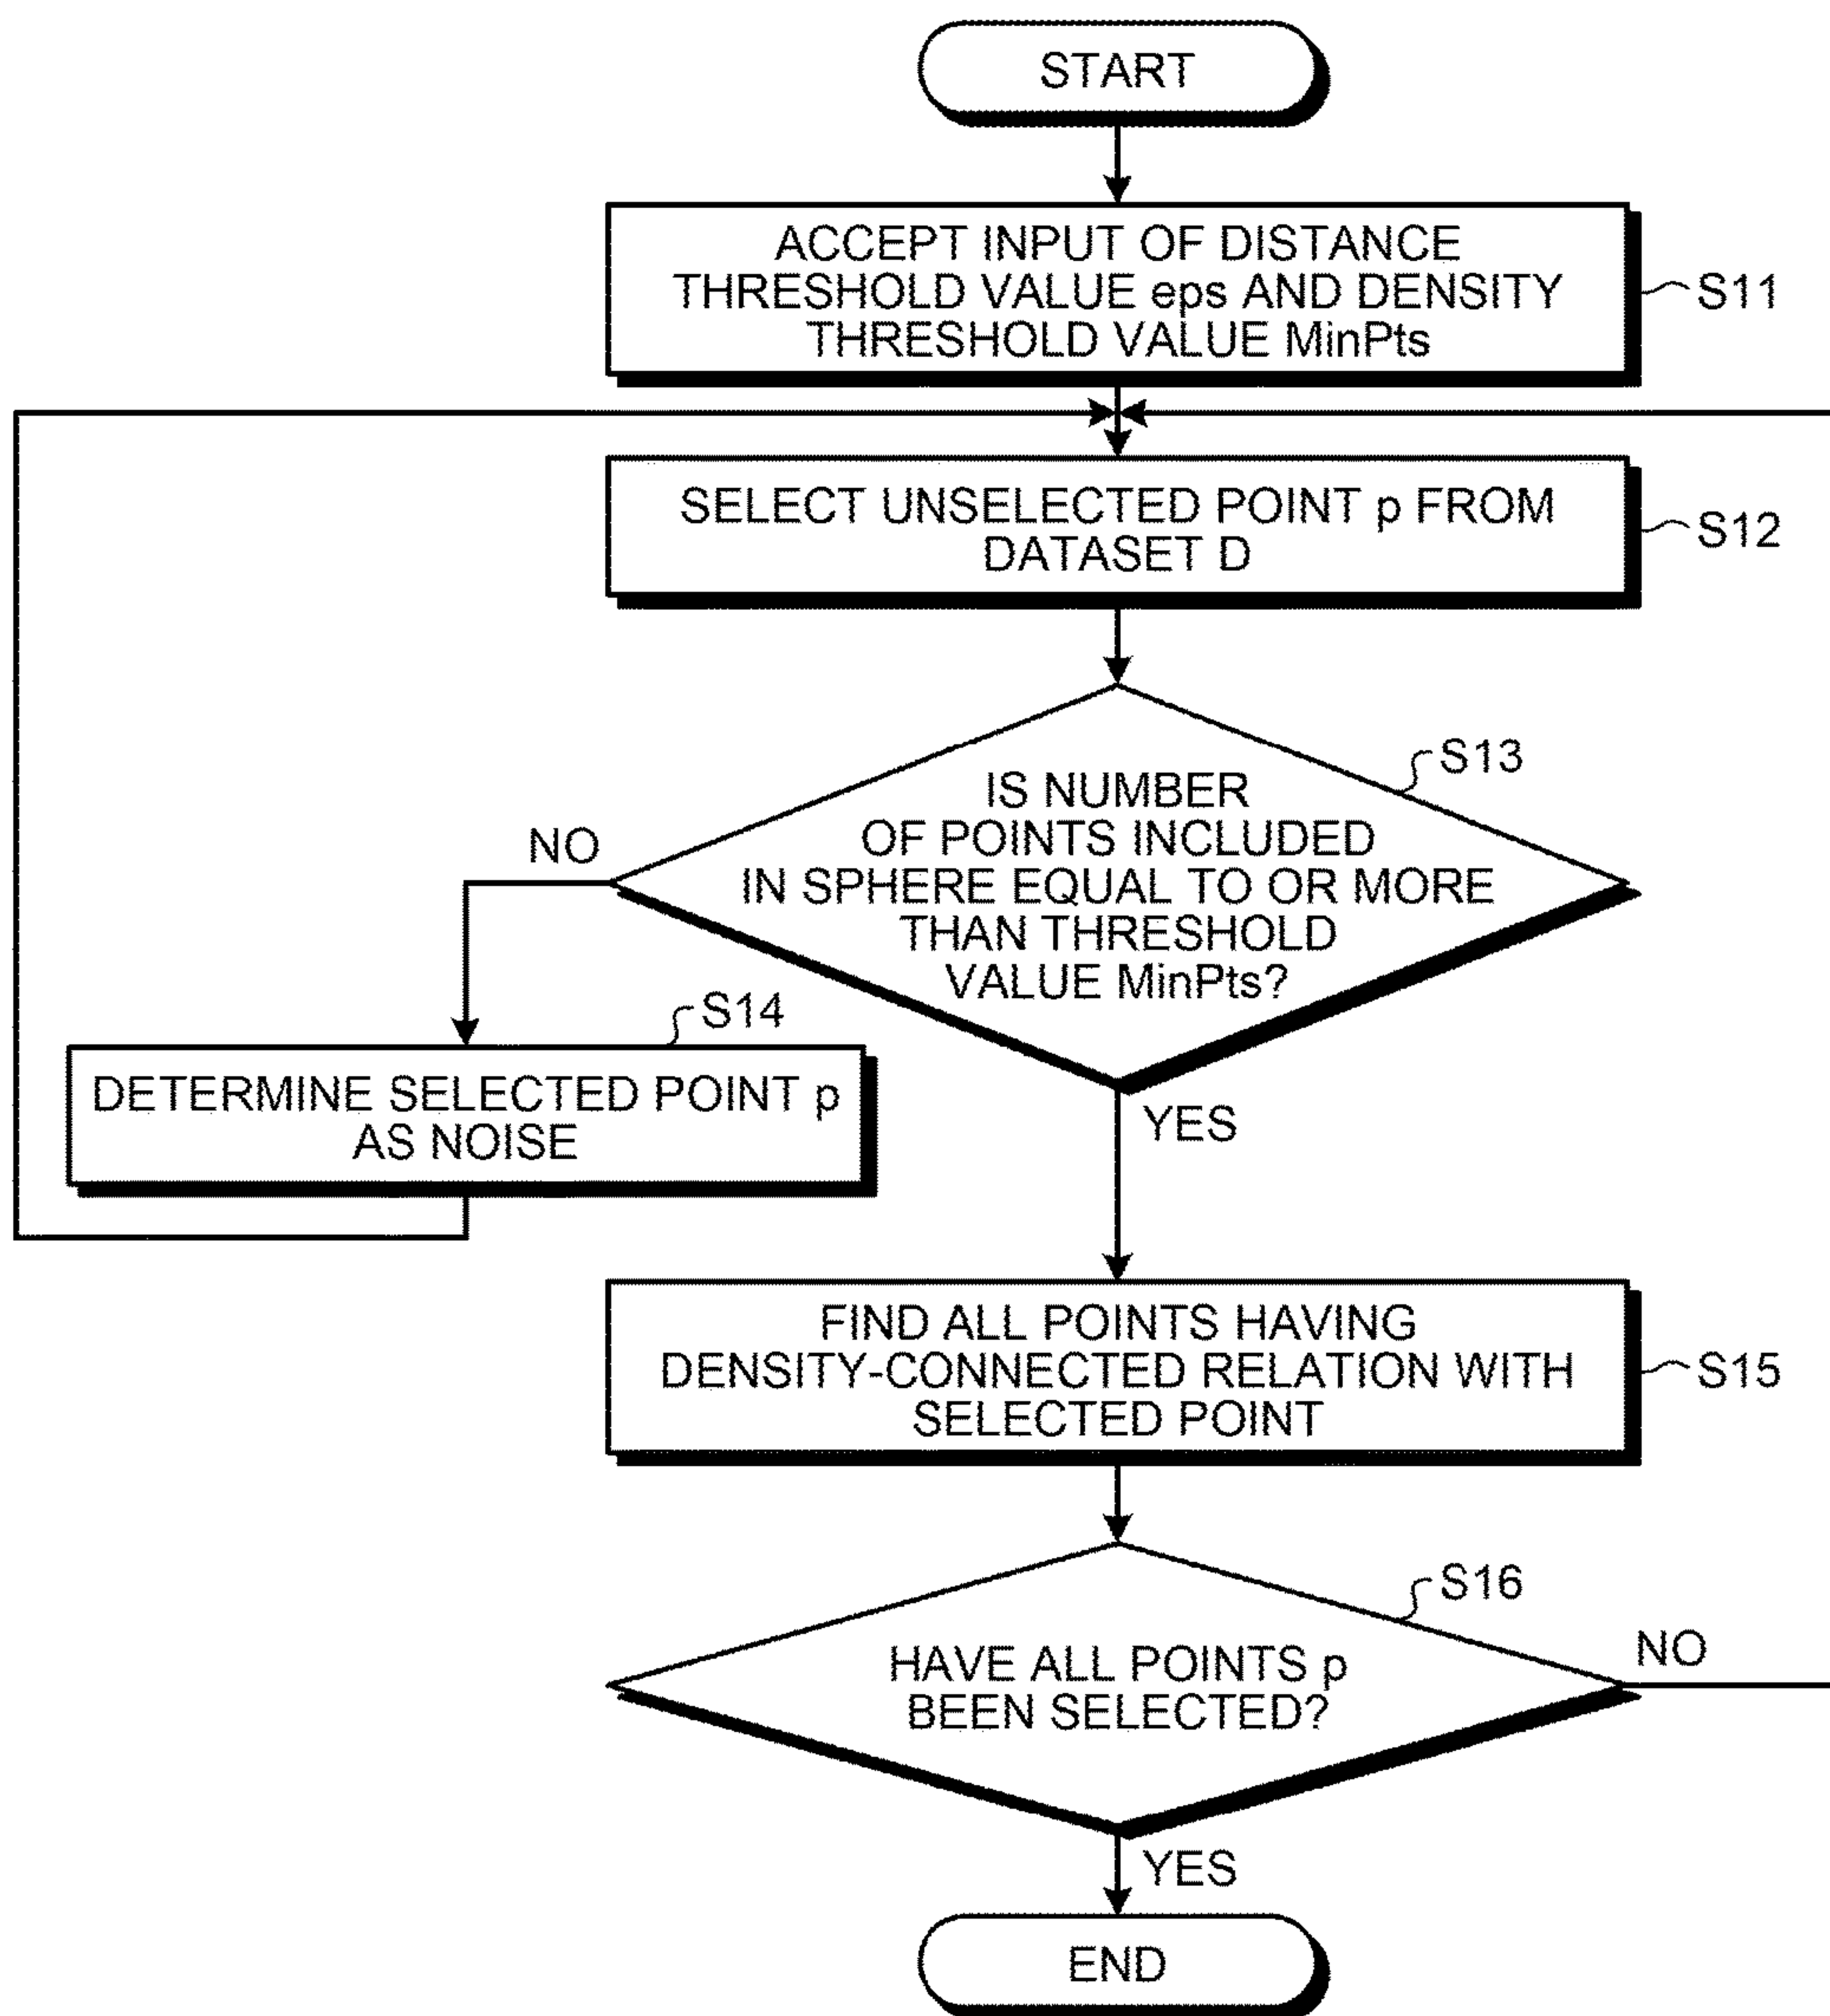 START
ACCEPT INPUT OF DISTANCE
THRESHOLD VALUE eps AND DENSITY
THRESHOLD VALUE MinPts
S11
SELECT UNSELECTED POINT p FROM
DATASET D
S12
S13
IS NUMBER
OF POINTS INCLUDED
IN SPHERE EQUAL TO OR MORE
THAN THRESHOLD
VALUE MinPts?
NO
S14
DETERMINE SELECTED POINT p
AS NOISE
YES
FIND ALL POINTS HAVING
DENSITY-CONNECTED RELATION WITH
SELECTED POINT
S15
S16
HAVE ALL POINTS p
BEEN SELECTED?
NO
YES
END